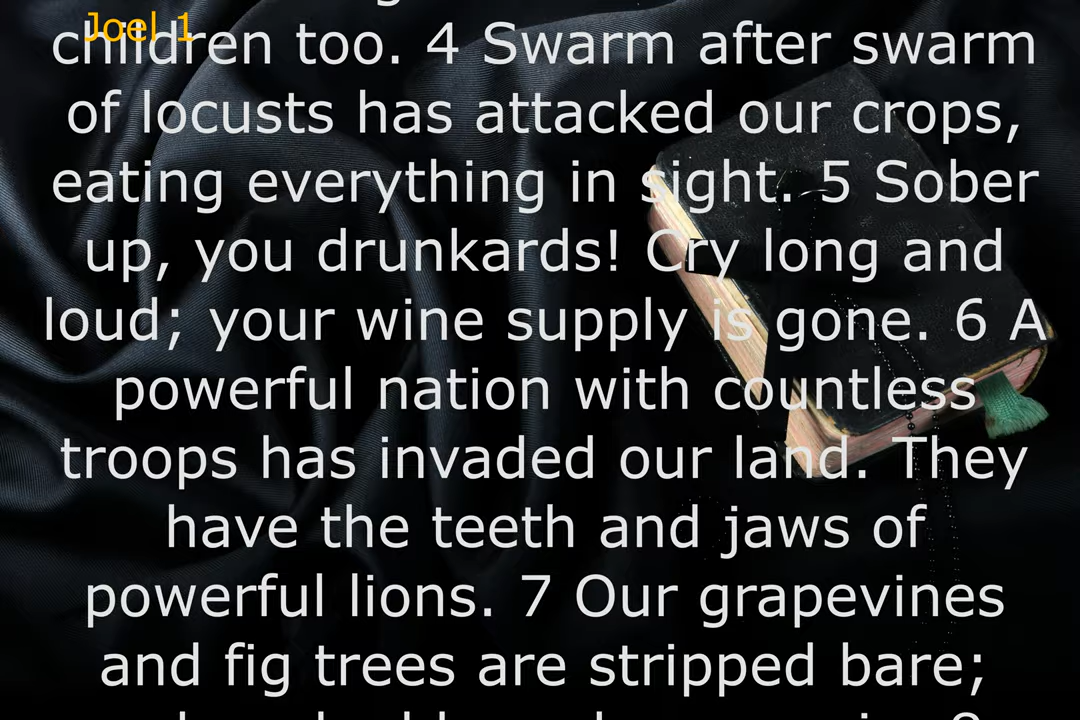 Joel 1
children too. 4 Swarm after swarm
of locusts has attacked our crops,
eating everything in sight. 5 Sober
up, you drunkards! Cry long and
loud; your wine supply is gone. 6 A
powerful nation with countless
troops has invaded our land. They
have the teeth and jaws of
powerful lions. 7 Our grapevines
and fig trees are stripped bare;